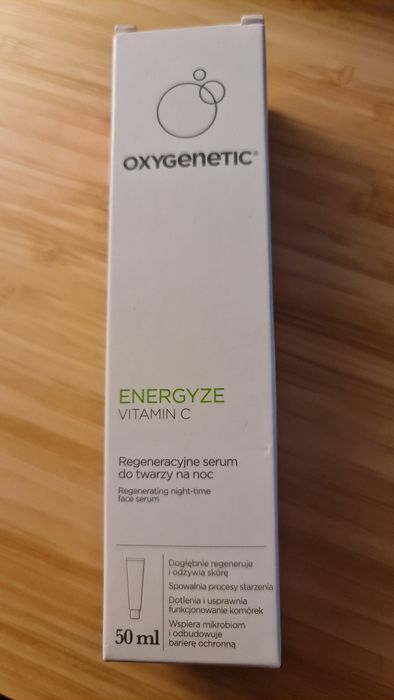 OXYGENETIC®
ENERGYZE
VITAMIN C
Regeneracyjne serum
do twarzy na noc
Regenerating night-time
face serum
Dogłębnie regeneruje
i odżywia skórę
Spowalnia procesy starzenia
Dotlenia i usprawnia
funkcjonowanie komórek
Wspiera mikrobiom
i odbudowuje
barierę ochronną
50 ml